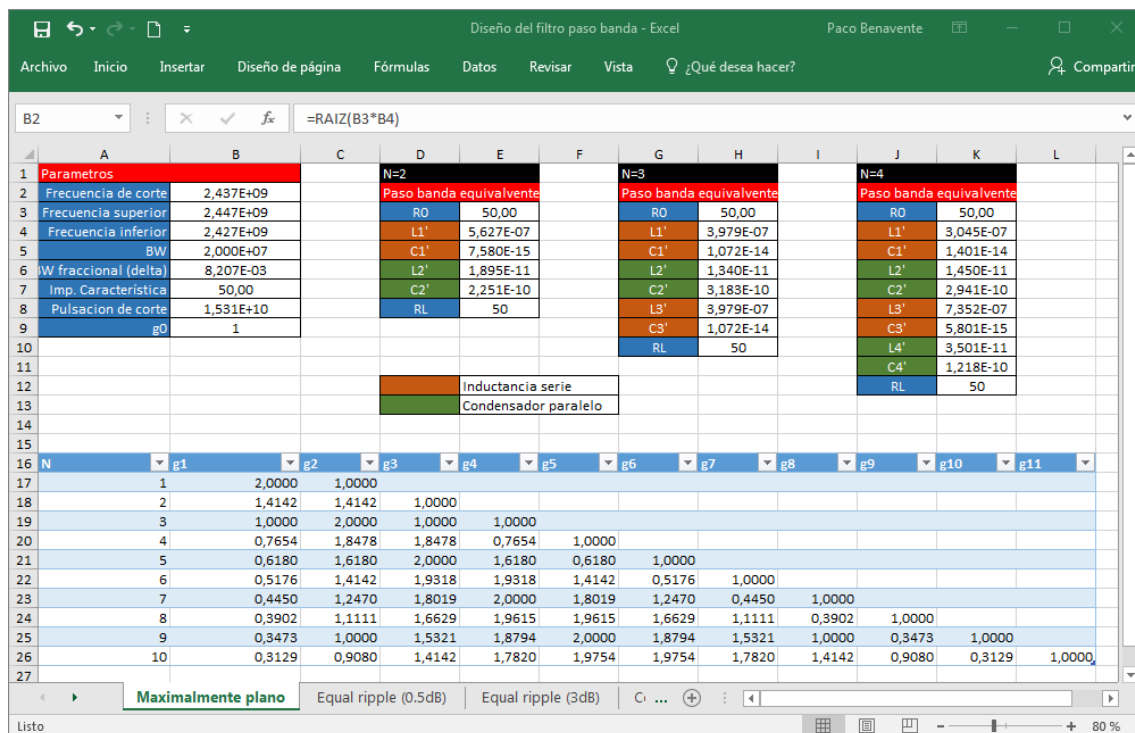 Diseño del filtro paso banda - Excel Paco Benavente
Archivo Inicio Insertar Diseño de página Fórmulas Datos Revisar Vista ¿Qué desea hacer? Compartir
B2 fx =RAIZ(B3*B4)
A B C D E F G H I J K L
1 Parametros N=2 N=3 N=4
2 Frecuencia de corte 2,437E+09 Paso banda equivalvente Paso banda equivalvente Paso banda equivalvente
3 Frecuencia superior 2,447E+09 R0 50,00 R0 50,00 R0 50,00
4 Frecuencia inferior 2,427E+09 L1' 5,627E-07 L1' 3,979E-07 L1' 3,045E-07
5 BW 2,000E+07 C1' 7,580E-15 C1' 1,072E-14 C1' 1,401E-14
6 W fraccional (delta) 8,207E-03 L2' 1,895E-11 L2' 1,340E-11 L2' 1,450E-11
7 Imp. Característica 50,00 C2' 2,251E-10 C2' 3,183E-10 C2' 2,941E-10
8 Pulsacion de corte 1,531E+10 RL 50 L3' 3,979E-07 L3' 7,352E-07
9 g0 1 C3' 1,072E-14 C3' 5,801E-15
10 RL 50 L4' 3,501E-11
11 C4' 1,218E-10
12 Inductancia serie RL 50
13 Condensador paralelo
14
15
16 N g1 g2 g3 g4 g5 g6 g7 g8 g9 g10 g11
17 1 2,0000 1,0000
18 2 1,4142 1,4142 1,0000
19 3 1,0000 2,0000 1,0000 1,0000
20 4 0,7654 1,8478 1,8478 0,7654 1,0000
21 5 0,6180 1,6180 2,0000 1,6180 0,6180 1,0000
22 6 0,5176 1,4142 1,9318 1,9318 1,4142 0,5176 1,0000
23 7 0,4450 1,2470 1,8019 2,0000 1,8019 1,2470 0,4450 1,0000
24 8 0,3902 1,1111 1,6629 1,9615 1,9615 1,6629 1,1111 0,3902 1,0000
25 9 0,3473 1,0000 1,5321 1,8794 2,0000 1,8794 1,5321 1,0000 0,3473 1,0000
26 10 0,3129 0,9080 1,4142 1,7820 1,9754 1,9754 1,7820 1,4142 0,9080 0,3129 1,0000
27
Maximalmente plano Equal ripple (0.5dB) Equal ripple (3dB) ...
Listo 80 %